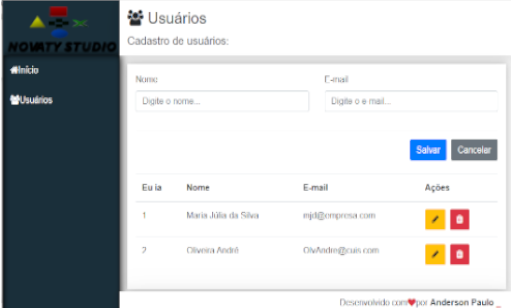 NOVATY STUDIO
Início
Usuários
Usuários
Cadastro de usuários:
Nome
E-mail
Digite o nome...
Digite o e mail...
Salvar
Cancelar
Eu ia Nome E-mail Ações
1 Maria Júlia da Silva mjd@empresa.com
2 Oliveira André OlvAndre@cuis.com
Desenvolvido com por Anderson Paulo